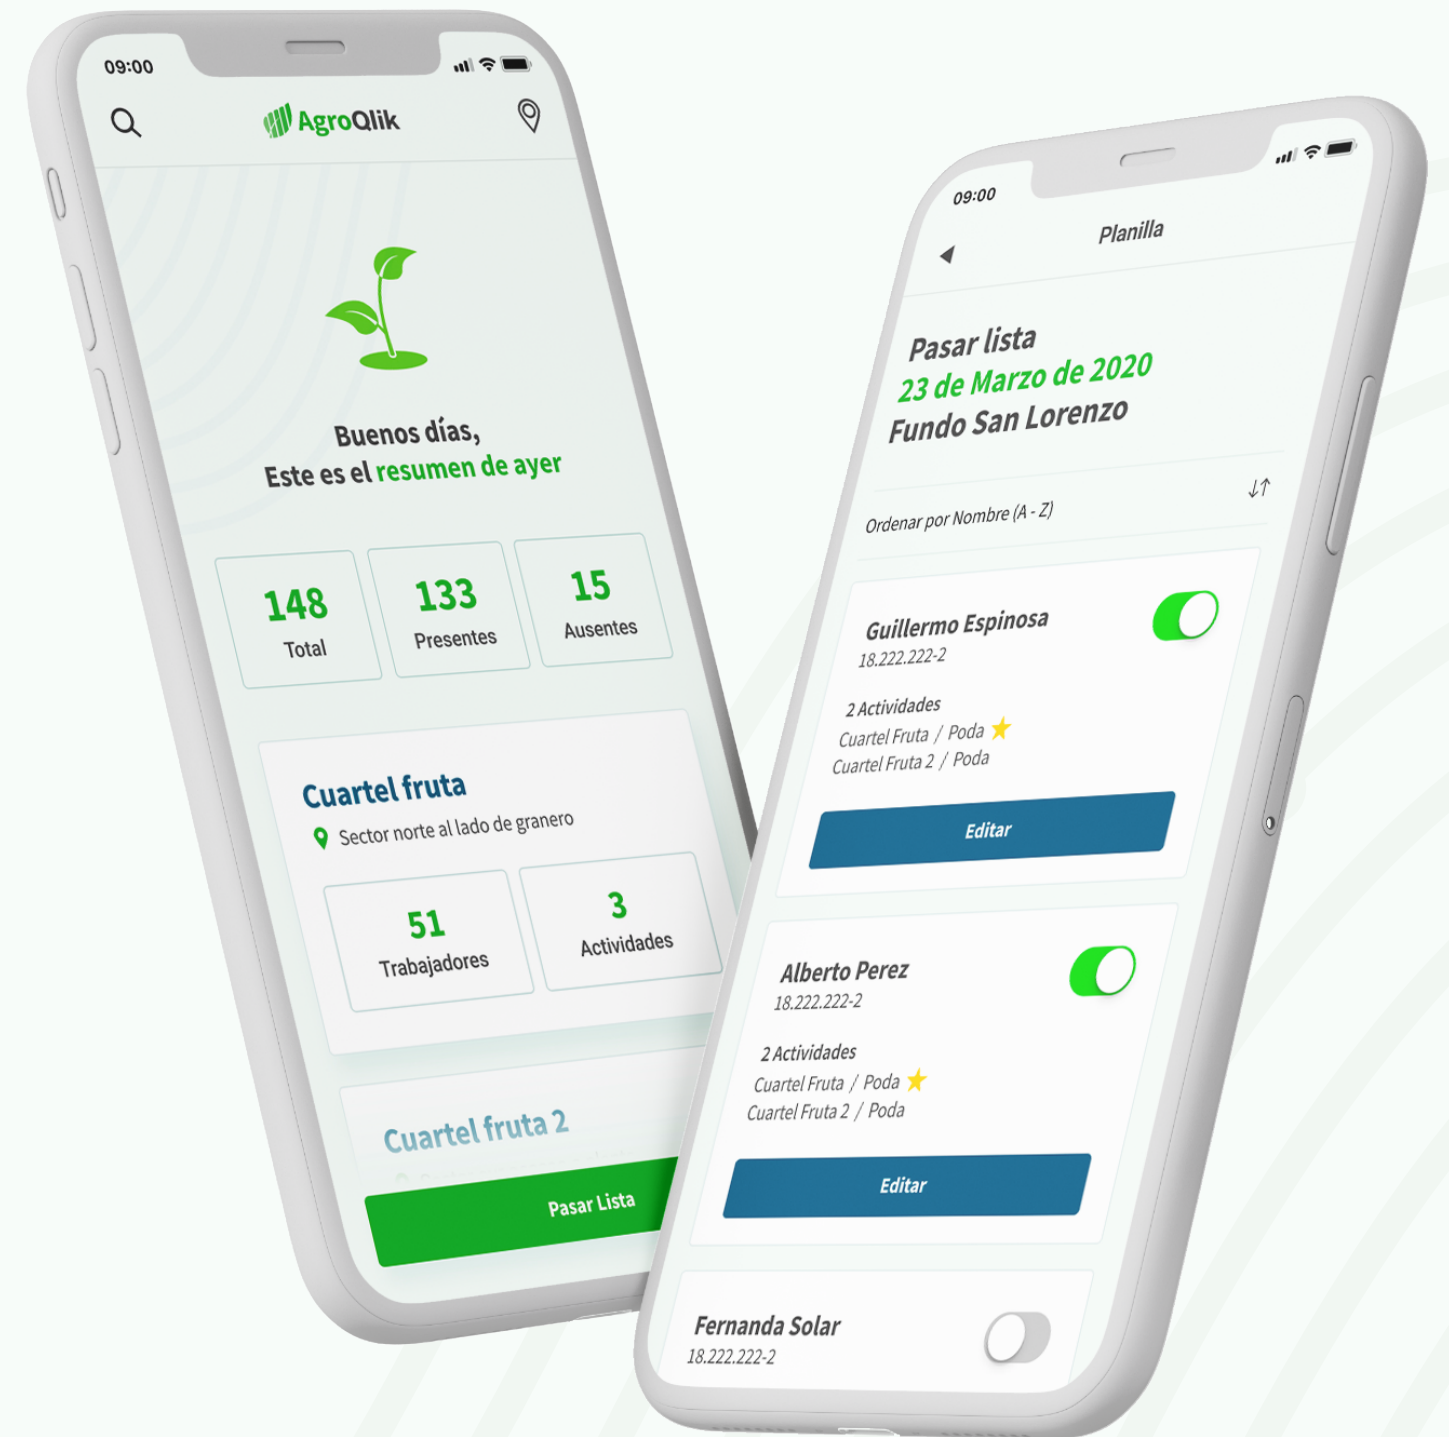 09:00
AgroQlik
Buenos días,
Este es el resumen de ayer
148
Total
133
Presentes
15
Ausentes
Cuartel fruta
Sector norte al lado de granero
51
Trabajadores
3
Actividades
Cuartel fruta 2
Pasar Lista
09:00
Planilla
Pasar lista
23 de Marzo de 2020
Fundo San Lorenzo
Ordenar por Nombre (A - Z)
Guillermo Espinosa
18.222.222-2
2 Actividades
Cuartel Fruta / Poda
Cuartel Fruta 2 / Poda
Editar
Alberto Perez
18.222.222-2
2 Actividades
Cuartel Fruta / Poda
Cuartel Fruta 2 / Poda
Editar
Fernanda Solar
18.222.222-2